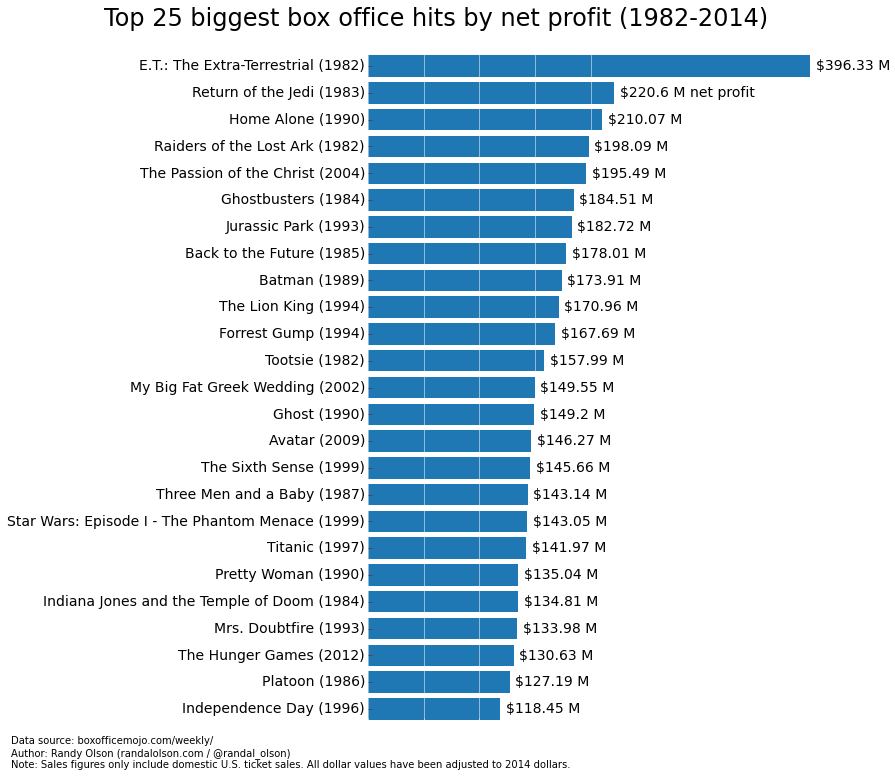 Top 25 biggest box office hits by net profit (1982-2014)
E.T.: The Extra-Terrestrial (1982) $396.33 M
Return of the Jedi (1983) $220.6 M net profit
Home Alone (1990) $210.07 M
Raiders of the Lost Ark (1982) $198.09 M
The Passion of the Christ (2004) $195.49 M
Ghostbusters (1984) $184.51 M
Jurassic Park (1993) $182.72 M
Back to the Future (1985) $178.01 M
Batman (1989) $173.91 M
The Lion King (1994) $170.96 M
Forrest Gump (1994) $167.69 M
Tootsie (1982) $157.99 M
My Big Fat Greek Wedding (2002) $149.55 M
Ghost (1990) $149.2 M
Avatar (2009) $146.27 M
The Sixth Sense (1999) $145.66 M
Three Men and a Baby (1987) $143.14 M
Star Wars: Episode I - The Phantom Menace (1999) $143.05 M
Titanic (1997) $141.97 M
Pretty Woman (1990) $135.04 M
Indiana Jones and the Temple of Doom (1984) $134.81 M
Mrs. Doubtfire (1993) $133.98 M
The Hunger Games (2012) $130.63 M
Platoon (1986) $127.19 M
Independence Day (1996) $118.45 M
Data source: boxofficemojo.com/weekly/
Author: Randy Olson (randalolson.com / @randal_olson)
Note: Sales figures only include domestic U.S. ticket sales. All dollar values have been adjusted to 2014 dollars.